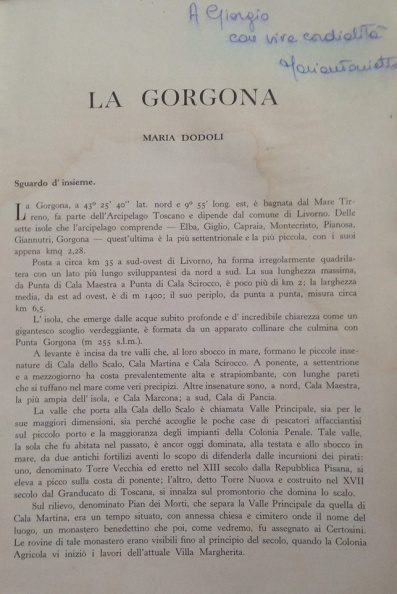 A Giorgio
con viva cordialità
Mariantonietta
LA GORGONA
MARIA DODOLI
Sguardo d' insieme.
La Gorgona, a 43° 25' 40" lat. nord e 9° 55' long. est, è bagnata dal Mare Tir-
reno, fa parte dell'Arcipelago Toscano e dipende dal comune di Livorno. Delle
sette isole che l'arcipelago comprende — Elba, Giglio, Capraia, Montecristo, Pianosa,
Giannutri, Gorgona — quest'ultima è la più settentrionale e la più piccola, con i suoi
appena kmq 2,28.
Posta a circa km 35 a sud-ovest di Livorno, ha forma irregolarmente quadrila-
tera con un lato più lungo sviluppantesi da nord a sud. La sua lunghezza massima,
da Punta di Cala Maestra a Punta di Cala Scirocco, è poco più di km 2; la larghezza
media, da est ad ovest, è di m 1400; il suo periplo, da punta a punta, misura circa
km 6,5.
L' isola, che emerge dalle acque subito profonde e d' incredibile chiarezza come un
gigantesco scoglio verdeggiante, è formata da un apparato collinare che culmina con
Punta Gorgona (m 255 s.l.m.).
A levante è incisa da tre valli che, al loro sbocco in mare, formano le piccole inse-
nature di Cala dello Scalo, Cala Martina e Cala Scirocco. A ponente, a settentrione
e a mezzogiorno ha costa prevalentemente alta e strapiombante, con lunghe pareti
che si tuffano nel mare come veri precipizi. Altre insenature sono, a nord, Cala Maestra,
la più ampia dell' isola, e Cala Marcona; a sud, Cala di Pancia.
La valle che porta alla Cala dello Scalo è chiamata Valle Principale, sia per le
sue maggiori dimensioni, sia perché accoglie le poche case di pescatori affacciantisi
sul piccolo porto e la maggioranza degli impianti della Colonia Penale. Tale valle,
la sola che fu abitata nel passato, è ancor oggi dominata, alla testata e allo sbocco in
mare, da due antichi fortilizi aventi lo scopo di difenderla dalle incursioni dei pirati:
uno, denominato Torre Vecchia ed eretto nel XIII secolo dalla Repubblica Pisana, si
eleva a picco sulla costa di ponente; l'altro, detto Torre Nuova e costruito nel XVII
secolo dal Granducato di Toscana, si innalza sul promontorio che domina lo scalo.
Sul rilievo, denominato Pian dei Morti, che separa la Valle Principale da quella di
Cala Martina, era un tempo situato, con annessa chiesa e cimitero onde il nome del
luogo, un monastero benedettino che poi, come vedremo, fu assegnato ai Certosini.
Le rovine di tale monastero erano visibili fino al principio del secolo, quando la Colonia
Agricola vi iniziò i lavori dell'attuale Villa Margherita.